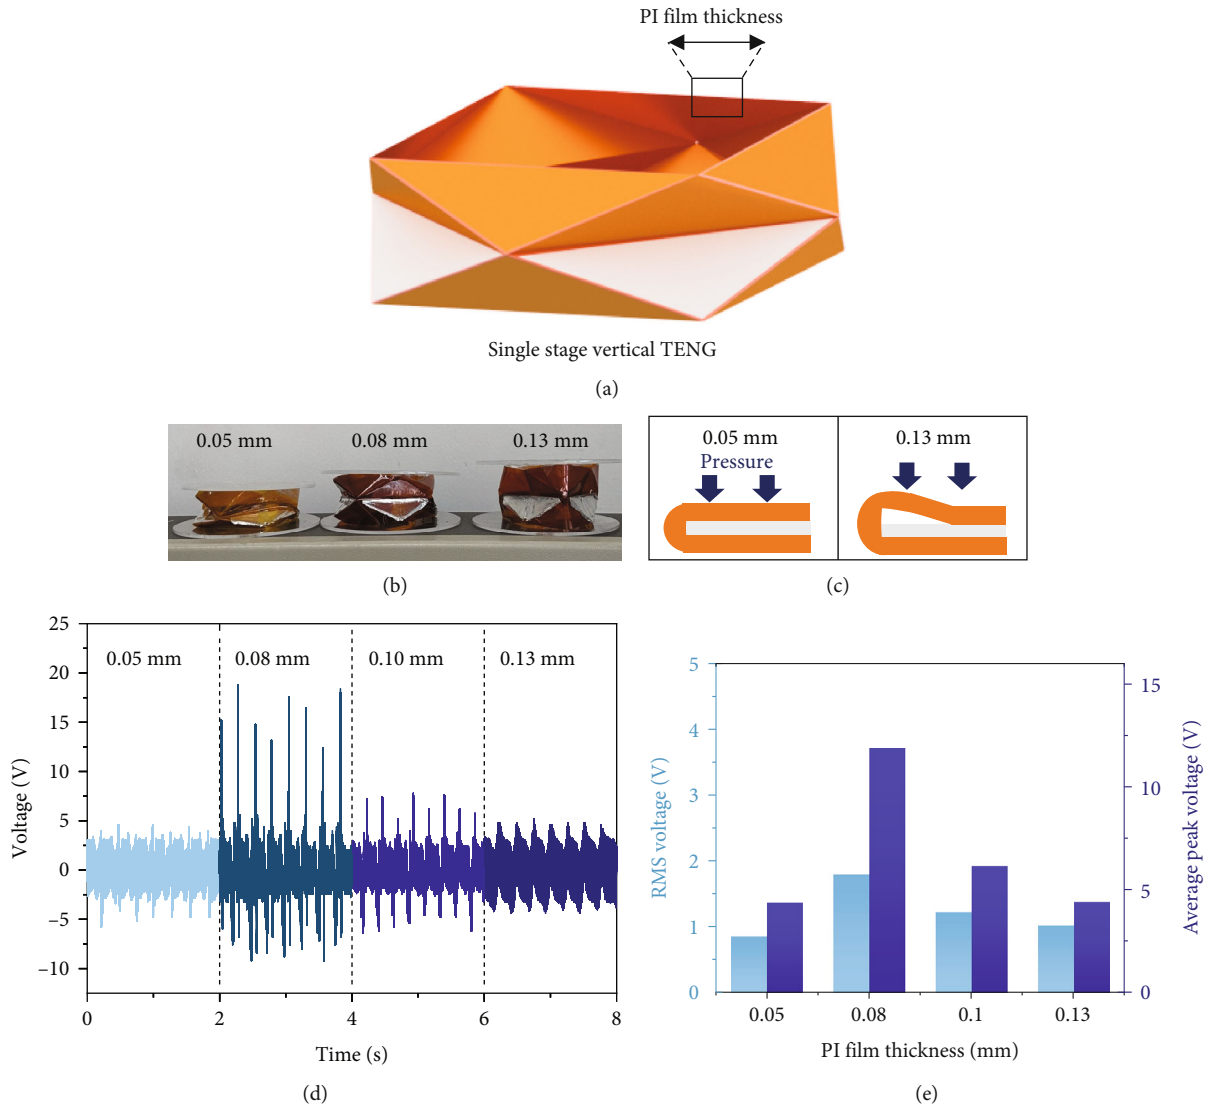 PI film thickness
Single stage vertical TENG
(a)
0.05 mm
0.08 mm
0.13 mm
(b)
0.05 mm
Pressure
0.13 mm
(c)
25
20
15
10
5
0
−5
−10
Voltage (V)
0.05 mm
0.08 mm
0.10 mm
0.13 mm
0
2
4
6
8
Time (s)
(d)
5
4
3
2
1
0
RMS voltage (V)
15
10
5
0
Average peak voltage (V)
0.05
0.08
0.1
0.13
PI film thickness (mm)
(e)